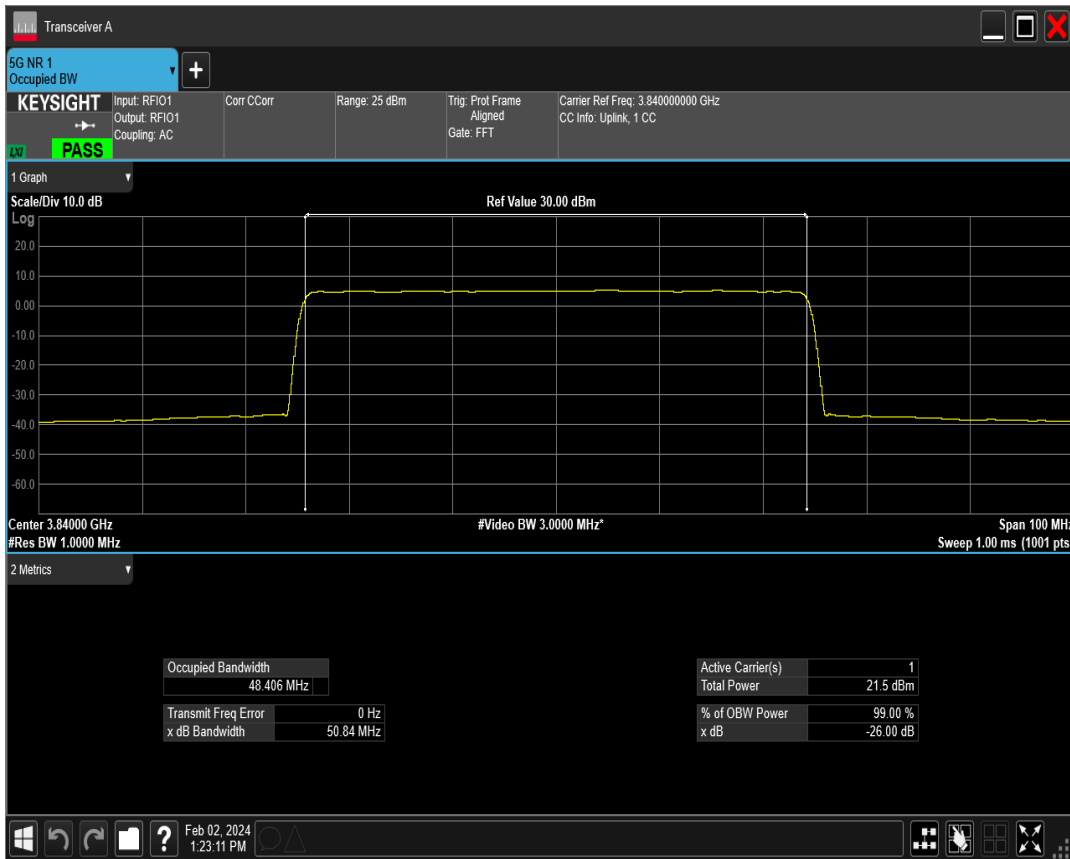 Transceiver A
5G NR 1
Occupied BW
KEYSIGHT
LXI
PASS
Input: RFIO1
Output: RFIO1
Coupling: AC
Corr CCorr
Range: 25 dBm
Trig: Prot Frame
Aligned
Gate: FFT
Carrier Ref Freq: 3.840000000 GHz
CC Info: Uplink, 1 CC
1 Graph
Scale/Div 10.0 dB
Ref Value 30.00 dBm
Log
20.0
10.0
0.00
-10.0
-20.0
-30.0
-40.0
-50.0
-60.0
Center 3.84000 GHz
#Video BW 3.0000 MHz*
Span 100 MHz
#Res BW 1.0000 MHz
Sweep 1.00 ms (1001 pts
2 Metrics
Occupied Bandwidth
48.406 MHz
Transmit Freq Error 0 Hz
x dB Bandwidth 50.84 MHz
Active Carrier(s) 1
Total Power 21.5 dBm
% of OBW Power 99.00 %
x dB -26.00 dB
Feb 02, 2024
1:23:11 PM